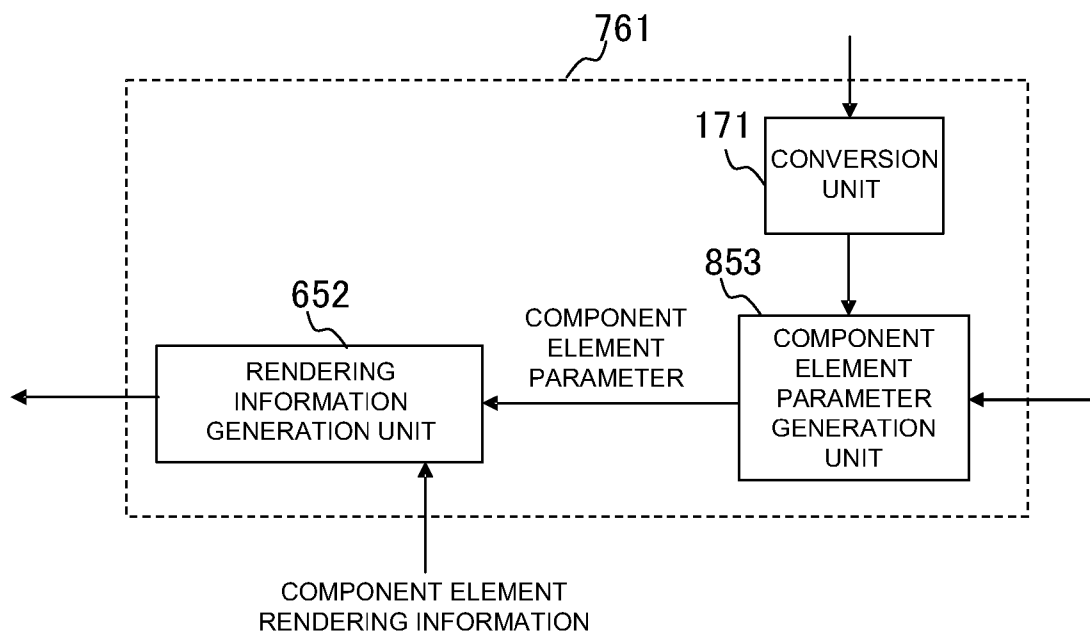 761
171
CONVERSION
UNIT
853
652
COMPONENT
ELEMENT
PARAMETER
RENDERING
INFORMATION
GENERATION UNIT
COMPONENT
ELEMENT
PARAMETER
GENERATION
UNIT
COMPONENT ELEMENT
RENDERING INFORMATION